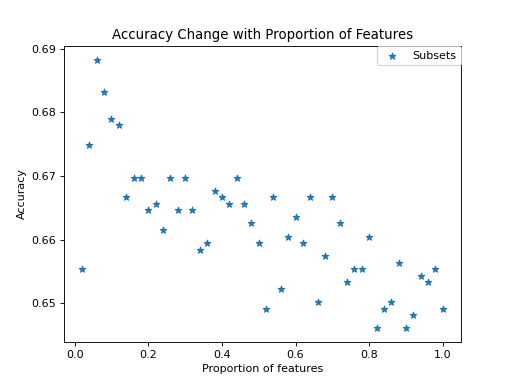 Accuracy Change with Proportion of Features
Subsets
0.69
0.68
0.67
0.66
0.65
Accuracy
0.0 0.2 0.4 0.6 0.8 1.0
Proportion of features